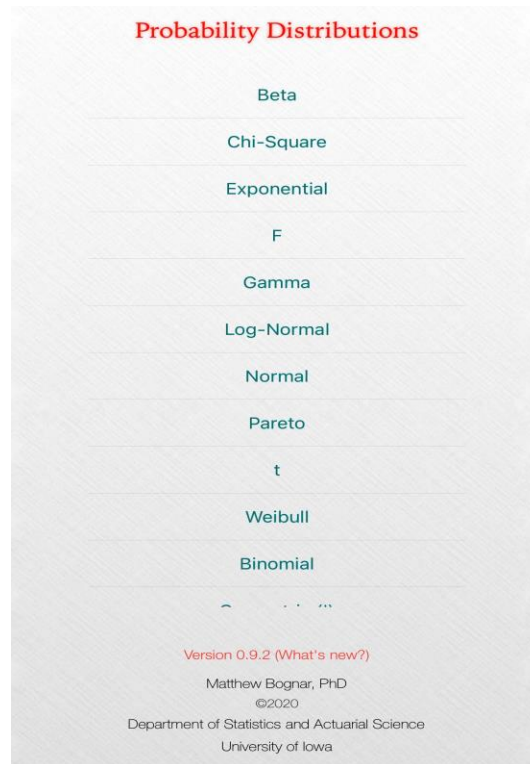 Probability Distributions
Beta
Chi-Square
Exponential
F
Gamma
Log-Normal
Normal
Pareto
t
Weibull
Binomial
Version 0.9.2 (What's new?)
Matthew Bognar, PhD
©2020
Department of Statistics and Actuarial Science
University of Iowa